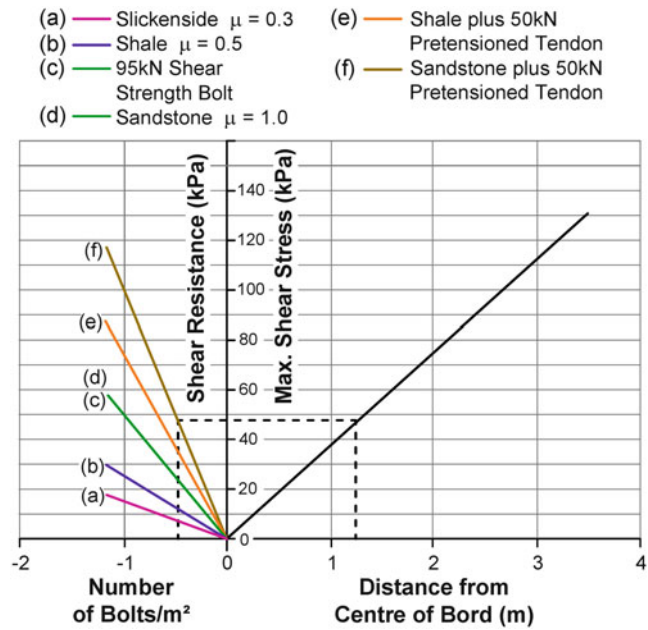 (a) Slickenside μ = 0.3
(b) Shale μ = 0.5
(c) 95kN Shear
Strength Bolt
(d) Sandstone μ = 1.0
(e) Shale plus 50kN
Pretensioned Tendon
(f) Sandstone plus 50kN
Pretensioned Tendon
Shear Resistance (kPa)
Max. Shear Stress (kPa)
140
120
100
80
60
40
20
0
(f)
(e)
(d)
(c)
(b)
(a)
-2 -1 0 1 2 3 4
Number
of Bolts/m²
Distance from
Centre of Bord (m)